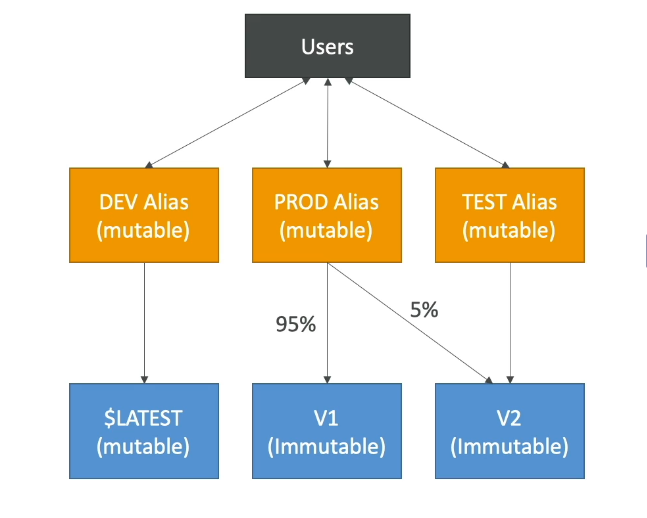 Users
DEV Alias
(mutable)
PROD Alias
(mutable)
TEST Alias
(mutable)
95%
5%
$LATEST
(mutable)
V1
(Immutable)
V2
(Immutable)